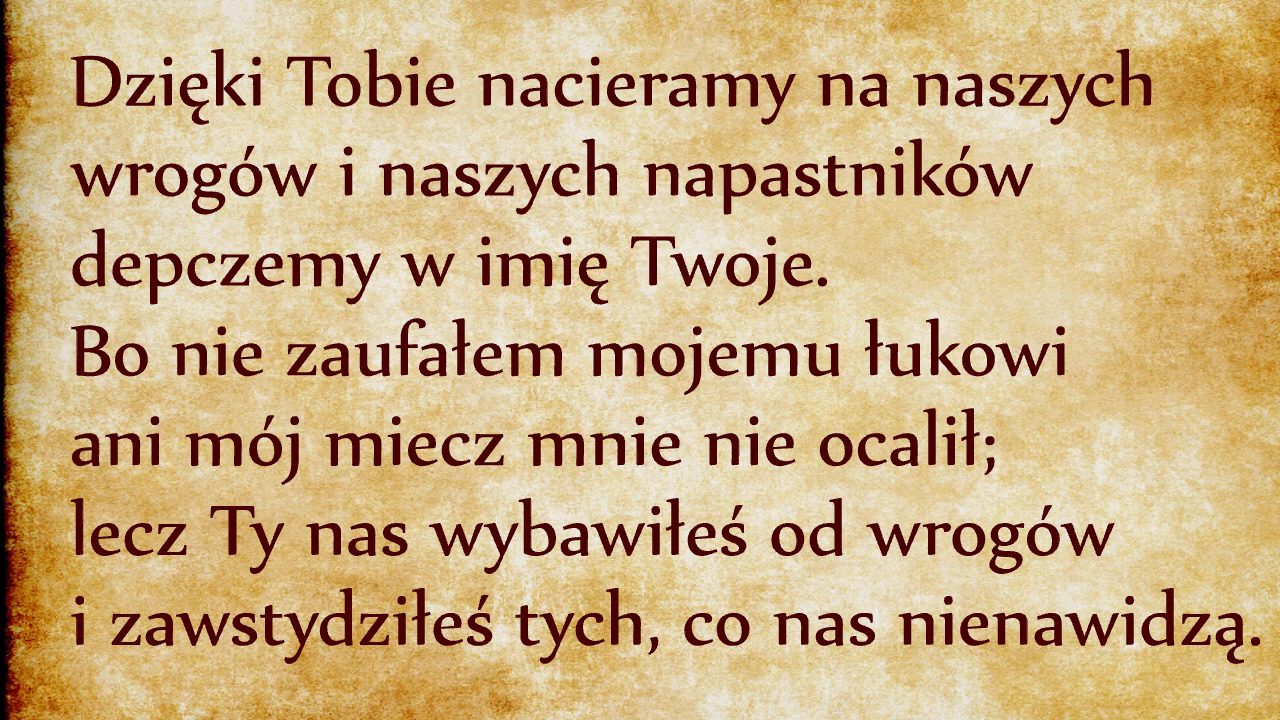 Dzięki Tobie nacieramy na naszych
wrogów i naszych napastników
depczemy w imię Twoje.
Bo nie zaufałem mojemu łukowi
ani mój miecz mnie nie ocalił;
lecz Ty nas wybawiłeś od wrogów
i zawstydziłeś tych, co nas nienawidzą.